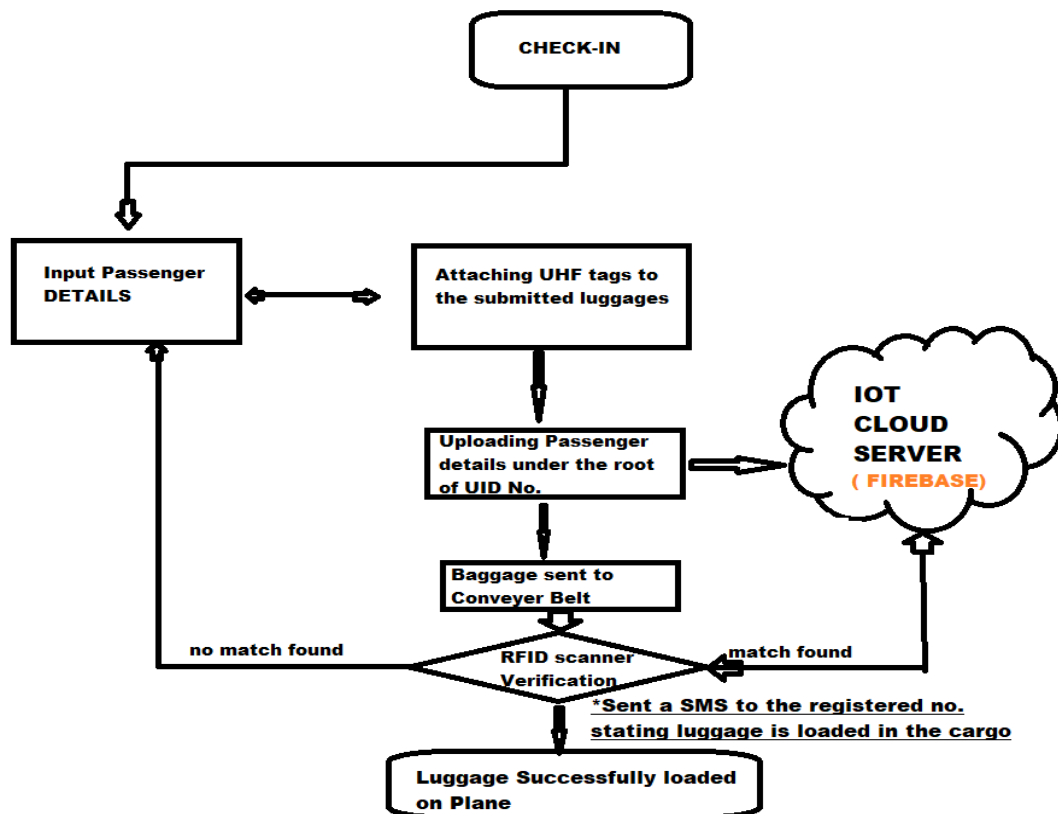 CHECK-IN
Input Passenger
DETAILS
Attaching UHF tags to
the submitted luggages
IOT
CLOUD
SERVER
( FIREBASE)
Uploading Passenger
details under the root
of UID No.
Baggage sent to
Conveyer Belt
no match found
RFID scanner
Verification
match found
*Sent a SMS to the registered no.
stating luggage is loaded in the cargo
Luggage Successfully loaded
on Plane